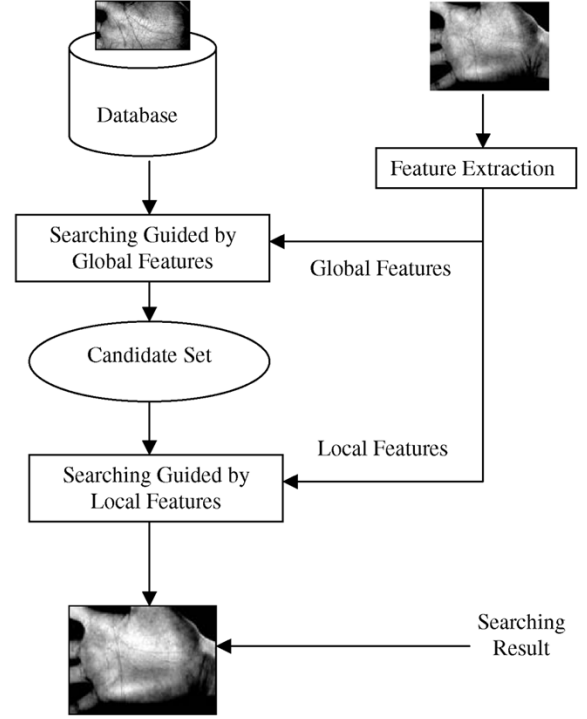 Database
Feature Extraction
Searching Guided by
Global Features
Global Features
Candidate Set
Local Features
Searching Guided by
Local Features
Searching
Result